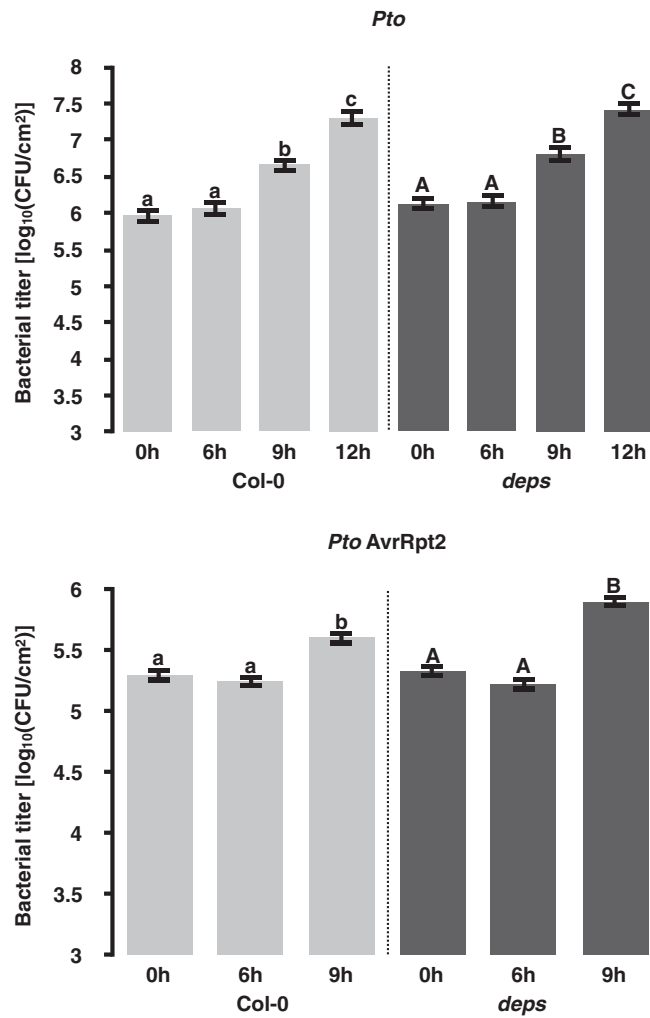 Pto
Bacterial titer [log₁₀(CFU/cm²)]
8
7.5
7
6.5
6
5.5
5
4.5
4
3.5
3
a a b c A A B C
0h 6h 9h 12h 0h 6h 9h 12h
Col-0 deps
Pto AvrRpt2
Bacterial titer [log₁₀(CFU/cm²)]
6
5.5
5
4.5
4
3.5
3
a a b A A B
0h 6h 9h 0h 6h 9h
Col-0 deps